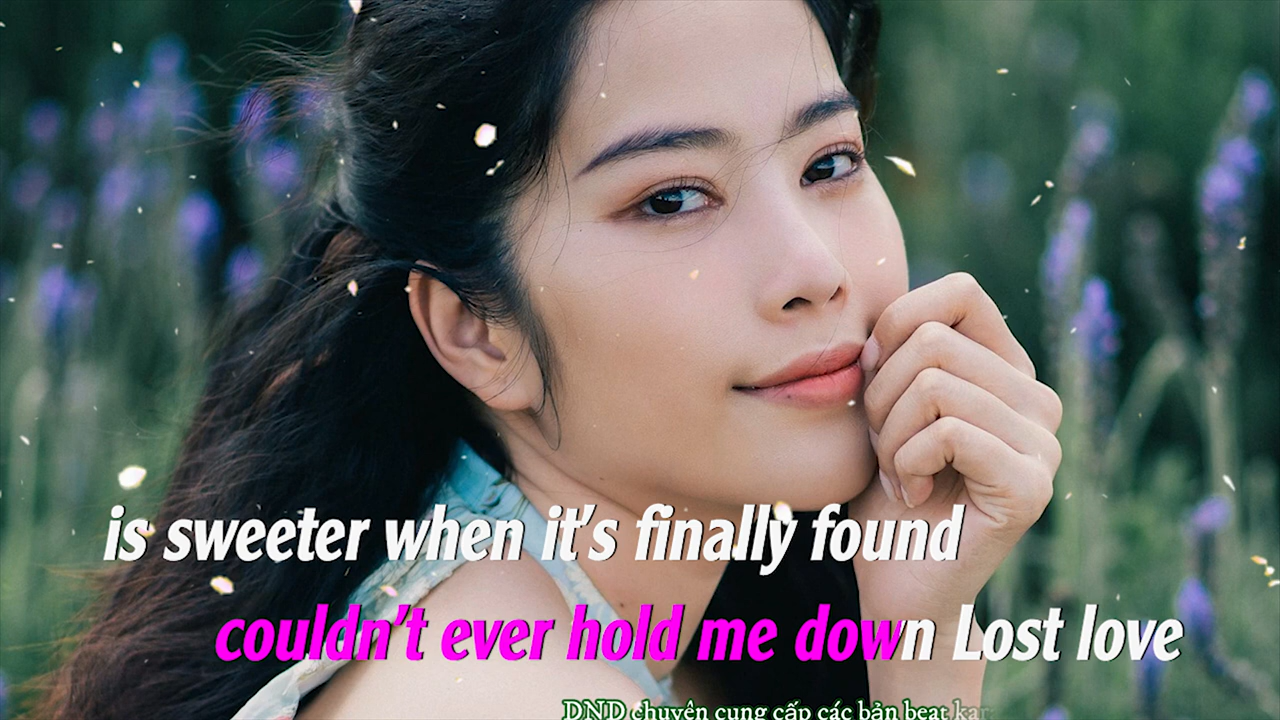 is sweeter when it's finally found
couldn't ever hold me down Lost love
DND chuyên cung cấp các bản beat kar